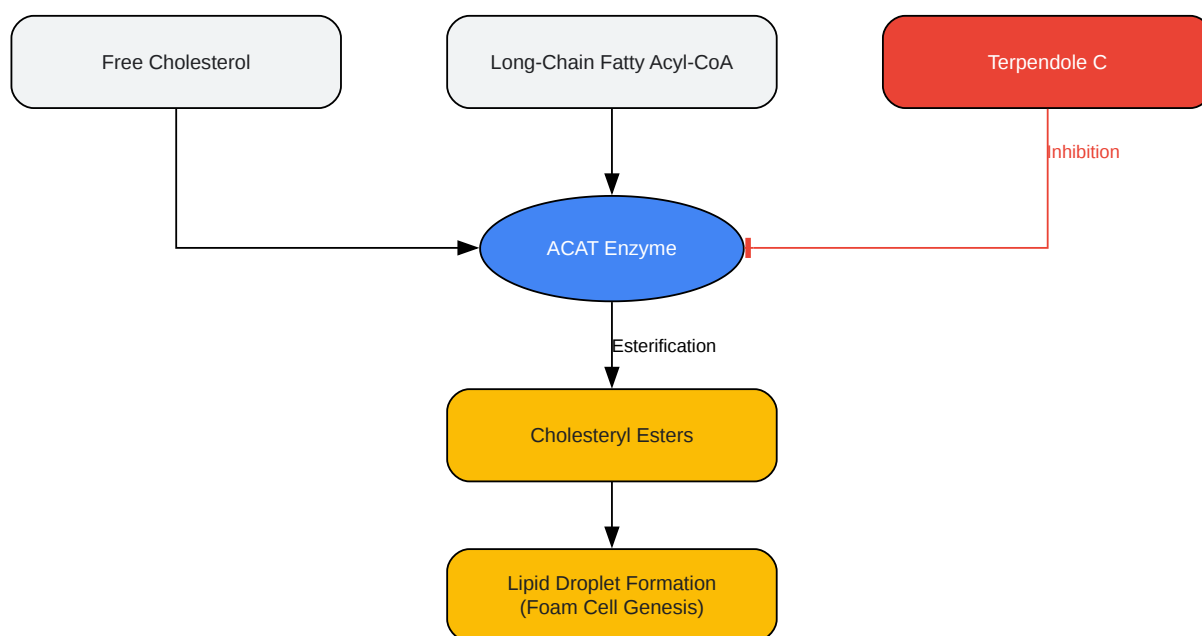 Free Cholesterol
Long-Chain Fatty Acyl-CoA
Terpendole C
Inhibition
ACAT Enzyme
Esterification
Cholesteryl Esters
Lipid Droplet Formation
(Foam Cell Genesis)